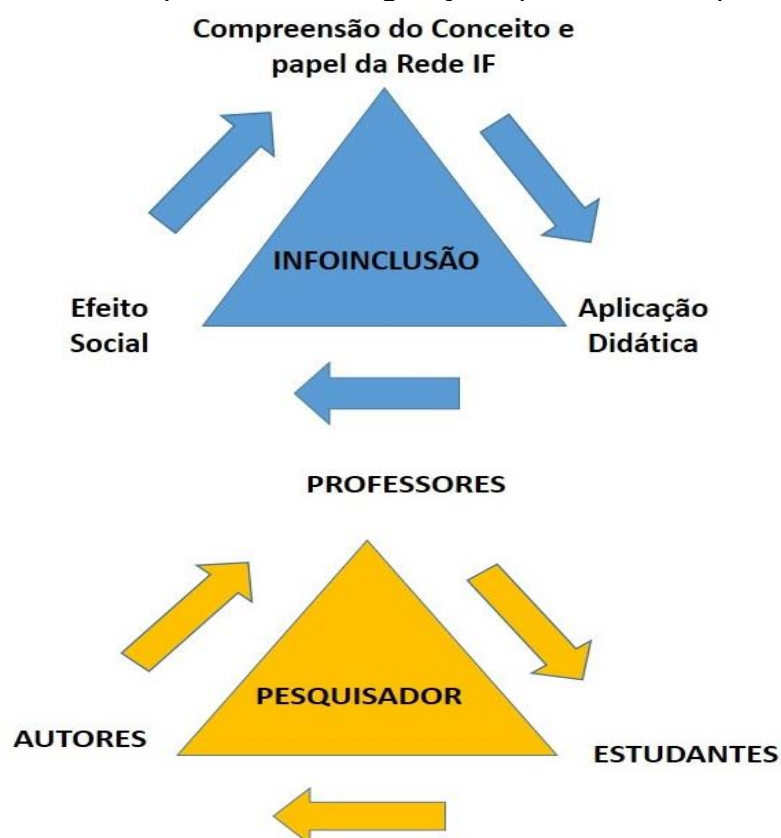 Compreensão do Conceito e
papel da Rede IF
INFOINCLUSÃO
Efeito
Social
Aplicação
Didática
PROFESSORES
PESQUISADOR
AUTORES
ESTUDANTES